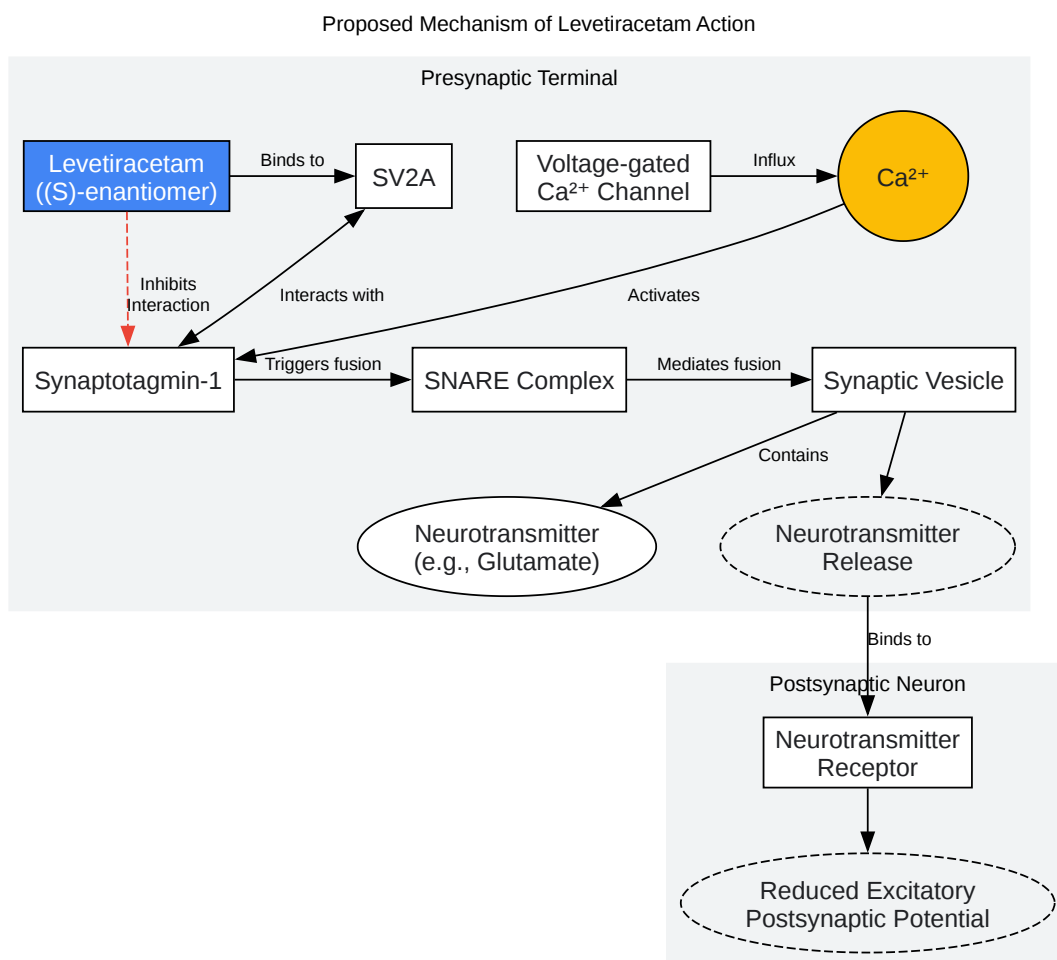 Proposed Mechanism of Levetiracetam Action
Presynaptic Terminal
Levetiracetam
((S)-enantiomer)
Binds to
SV2A
Voltage-gated
Ca²⁺ Channel
Influx
Ca²⁺
Inhibits
Interaction
Interacts with
Activates
Synaptotagmin-1
Triggers fusion
SNARE Complex
Mediates fusion
Synaptic Vesicle
Contains
Neurotransmitter
(e.g., Glutamate)
Neurotransmitter
Release
Binds to
Postsynaptic Neuron
Neurotransmitter
Receptor
Reduced Excitatory
Postsynaptic Potential